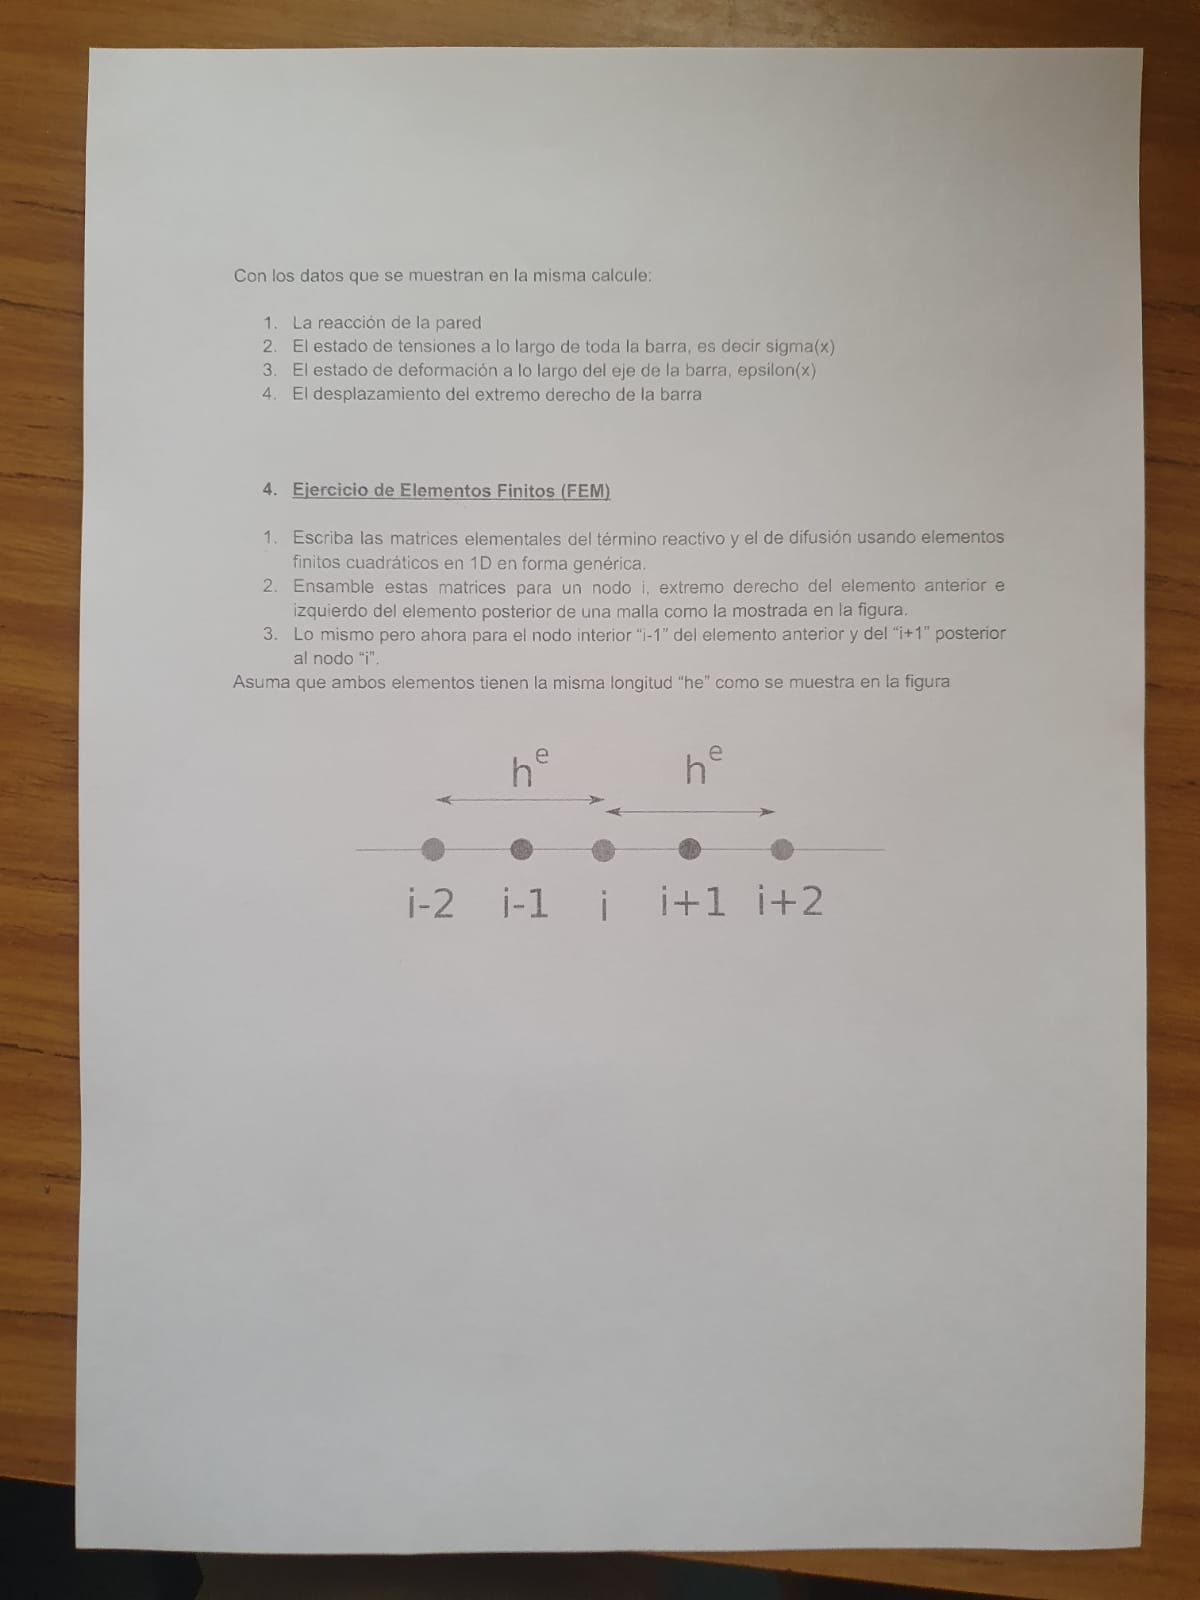 Con los datos que se muestran en la misma calcule:
1. La reacción de la pared
2. El estado de tensiones a lo largo de toda la barra, es decir sigma(x)
3. El estado de deformación a lo largo del eje de la barra, epsilon(x)
4. El desplazamiento del extremo derecho de la barra
4. Ejercicio de Elementos Finitos (FEM)
1. Escriba las matrices elementales del término reactivo y el de difusión usando elementos
finitos cuadráticos en 1D en forma genérica.
2. Ensamble estas matrices para un nodo i, extremo derecho del elemento anterior e
izquierdo del elemento posterior de una malla como la mostrada en la figura.
3. Lo mismo pero ahora para el nodo interior “i-1” del elemento anterior y del “i+1” posterior
al nodo “i”.
Asuma que ambos elementos tienen la misma longitud “he” como se muestra en la figura
h^e h^e
i-2 i-1 i i+1 i+2